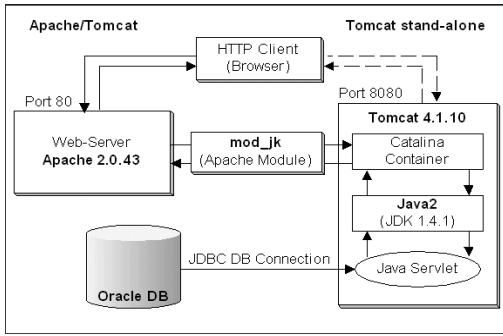 Apache/Tomcat
Tomcat stand-alone
HTTP Client
(Browser)
Port 80
Port 8080
Web-Server
Apache 2.0.43
mod_jk
(Apache Module)
Tomcat 4.1.10
Catalina
Container
Java2
(JDK 1.4.1)
JDBC DB Connection
Java Servlet
Oracle DB